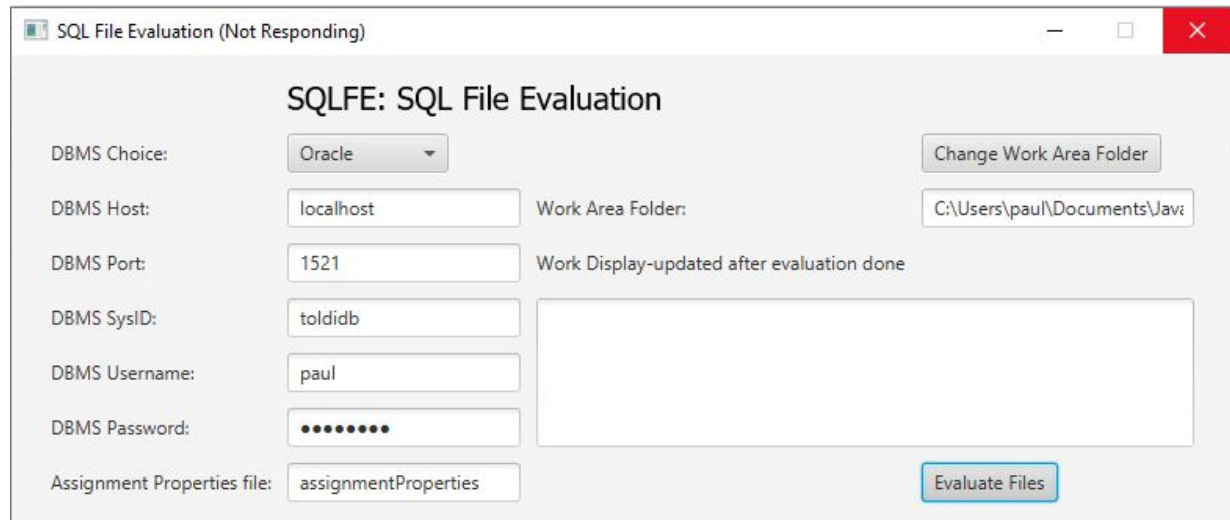 SQL File Evaluation (Not Responding)
SQLFE: SQL File Evaluation
DBMS Choice: Oracle Change Work Area Folder
DBMS Host: localhost Work Area Folder: C:\Users\paul\Documents\Java
DBMS Port: 1521 Work Display-updated after evaluation done
DBMS SysID: toldidb
DBMS Username: paul
DBMS Password: ●●●●●●●●
Assignment Properties file: assignmentProperties Evaluate Files